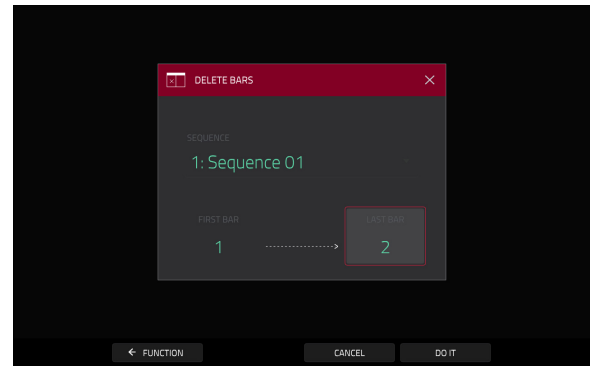 DELETE BARS
SEQUENCE
1: Sequence 01
FIRST BAR
LAST BAR
1
2
FUNCTION
CANCEL
DO IT